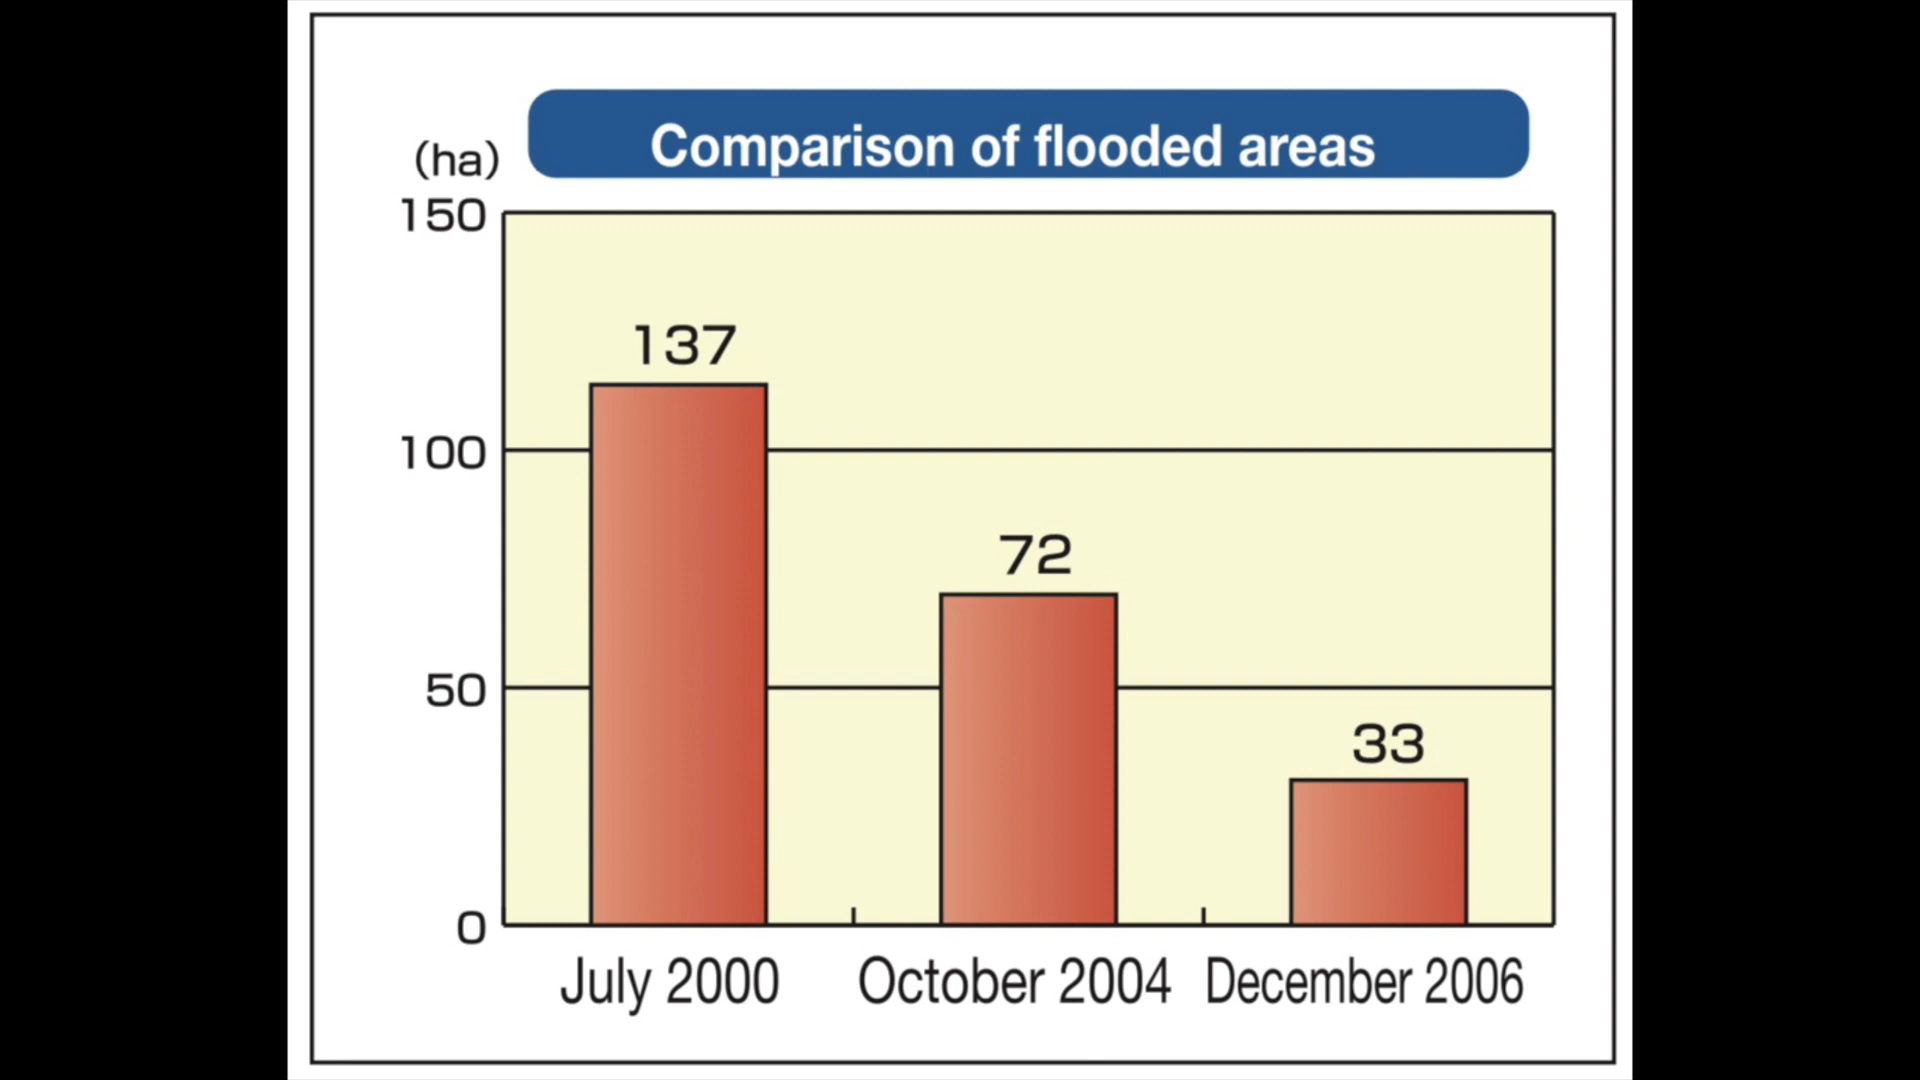 Comparison of flooded areas
(ha)
150
137
100
72
50
33
0
July 2000 October 2004 December 2006